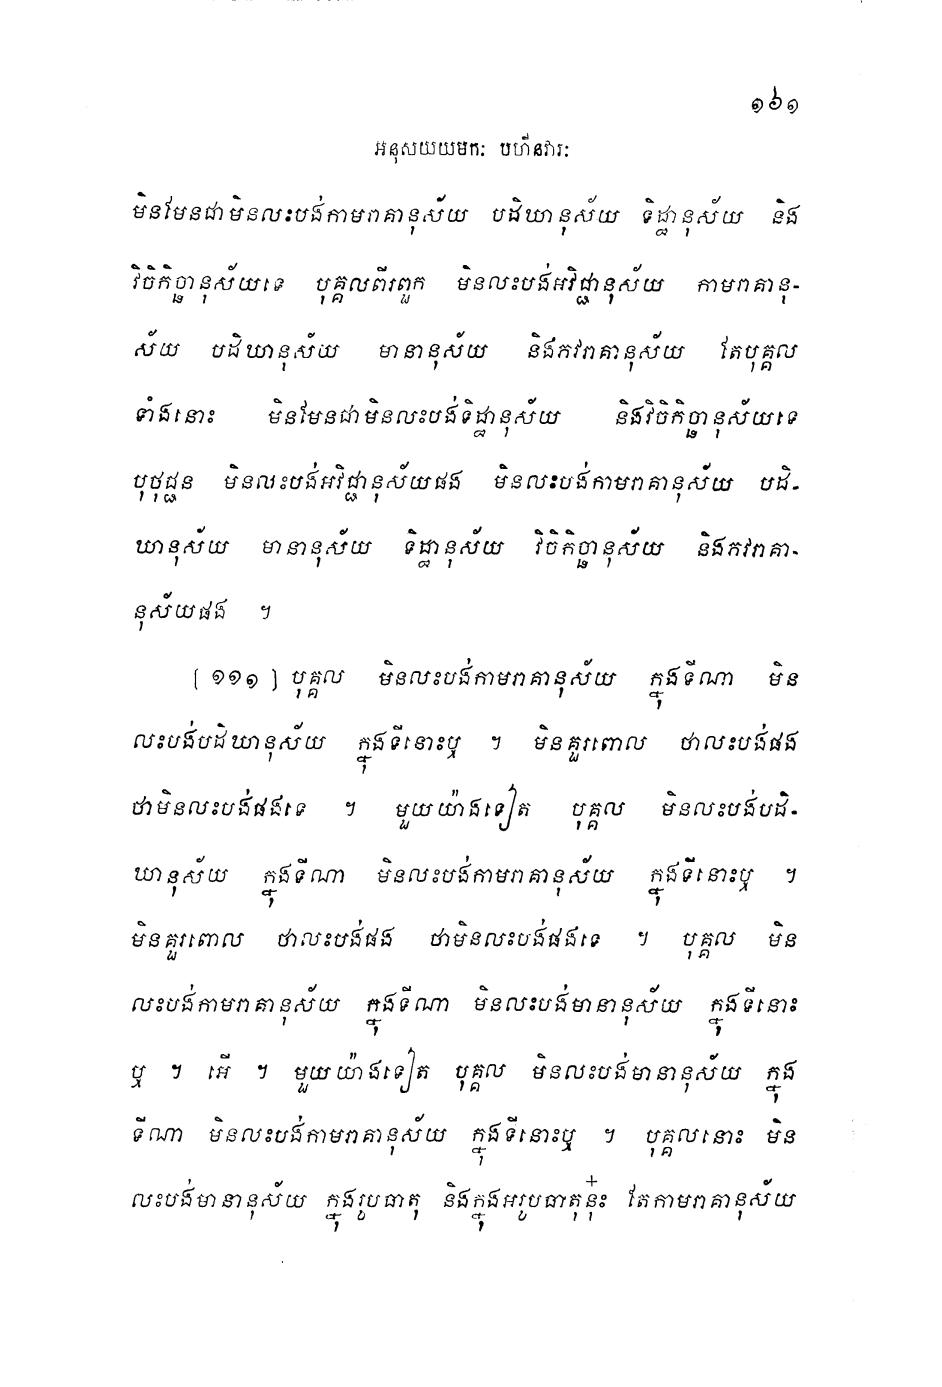 ១៦១
អនុសយយមកៈ បហីនវារៈ
មិនមែនជាមិនលះបង់កាមរាគានុស័យ បដិឃានុស័យ ទិដ្ឋានុស័យ និង
វិចិកិច្ឆានុស័យទេ បុគ្គលពីរពួក មិនលះបង់អវិជ្ជានុស័យ កាមរាគានុ-
ស័យ បដិឃានុស័យ មានានុស័យ និងភវរាគានុស័យ តែបុគ្គល
ទាំងនោះ មិនមែនជាមិនលះបង់ទិដ្ឋានុស័យ និងវិចិកិច្ឆានុស័យទេ
បុថុជ្ជន មិនលះបង់អវិជ្ជានុស័យផង មិនលះបង់កាមរាគានុស័យ បដិ-
ឃានុស័យ មានានុស័យ ទិដ្ឋានុស័យ វិចិកិច្ឆានុស័យ និងភវរាគា-
នុស័យផង ។
[ ១១១ ] បុគ្គល មិនលះបង់កាមរាគានុស័យ ក្នុងទីណា មិន
លះបង់បដិឃានុស័យ ក្នុងទីនោះឬ ។ មិនគួរពោល ថាលះបង់ផង
ថាមិនលះបង់ផងទេ ។ មួយយ៉ាងទៀត បុគ្គល មិនលះបង់បដិ-
ឃានុស័យ ក្នុងទីណា មិនលះបង់កាមរាគានុស័យ ក្នុងទីនោះឬ ។
មិនគួរពោល ថាលះបង់ផង ថាមិនលះបង់ផងទេ ។ បុគ្គល មិន
លះបង់កាមរាគានុស័យ ក្នុងទីណា មិនលះបង់មានានុស័យ ក្នុងទីនោះ
ឬ ។ អើ ។ មួយយ៉ាងទៀត បុគ្គល មិនលះបង់មានានុស័យ ក្នុង
ទីណា មិនលះបង់កាមរាគានុស័យ ក្នុងទីនោះឬ ។ បុគ្គលនោះ មិន
លះបង់មានានុស័យ ក្នុងរូបធាតុ និងក្នុងអរូបធាតុនុ៎ះ តែកាមរាគានុស័យ